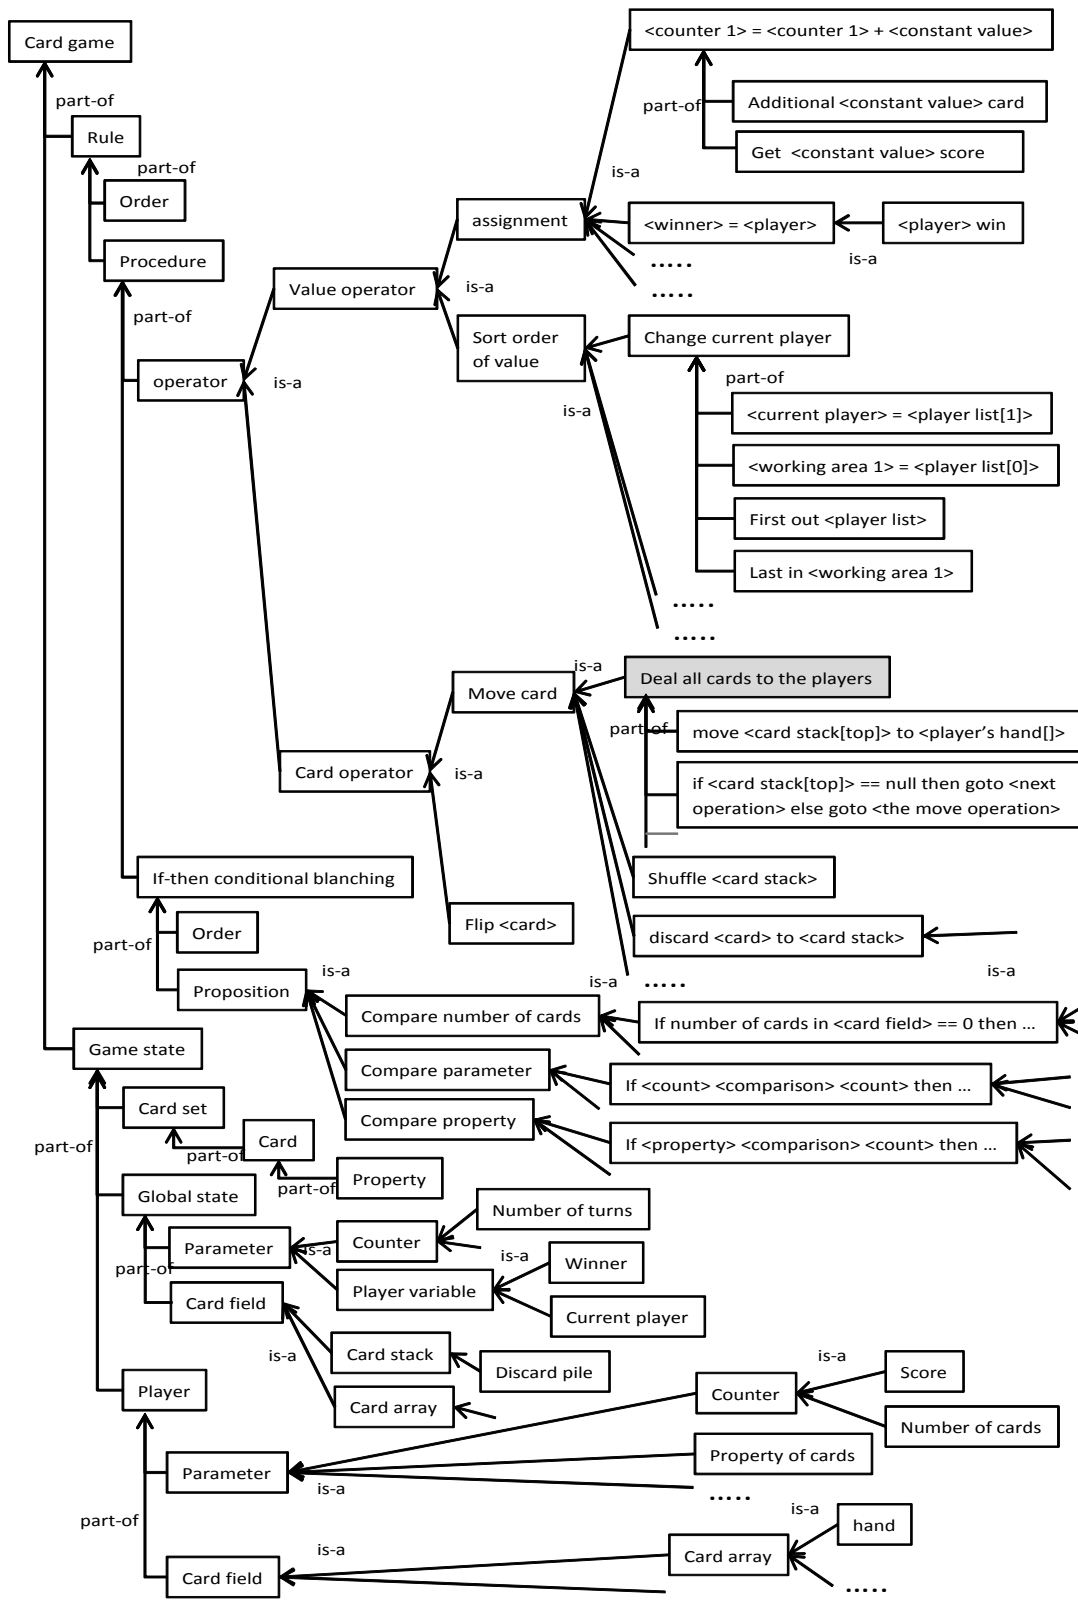 Card game
<counter 1> = <counter 1> + <constant value>
part-of
part-of
Additional <constant value> card
Rule
Get <constant value> score
part-of
is-a
Order
assignment
<winner> = <player>
<player> win
Procedure
is-a
.....
Value operator
is-a
.....
part-of
Sort order
of value
Change current player
operator
is-a
part-of
is-a
<current player> = <player list[1]>
<working area 1> = <player list[0]>
First out <player list>
Last in <working area 1>
.....
.....
is-a
Deal all cards to the players
Move card
part-of
move <card stack[top]> to <player's hand[]>
Card operator
is-a
if <card stack[top]> == null then goto <next
operation> else goto <the move operation>
If-then conditional blanching
Shuffle <card stack>
Flip <card>
Order
part-of
discard <card> to <card stack>
is-a
is-a
is-a
.....
Proposition
Compare number of cards
If number of cards in <card field> == 0 then ...
Game state
Compare parameter
If <count> <comparison> <count> then ...
Card set
Compare property
part-of
Card
If <property> <comparison> <count> then ...
part-of
Property
part-of
Global state
Number of turns
Parameter
is-a
Counter
is-a
Winner
part-of
Player variable
Card field
Current player
is-a
Card stack
Discard pile
is-a
Score
Player
Counter
Card array
Number of cards
Property of cards
Parameter
is-a
.....
is-a
part-of
hand
is-a
Card array
Card field
.....